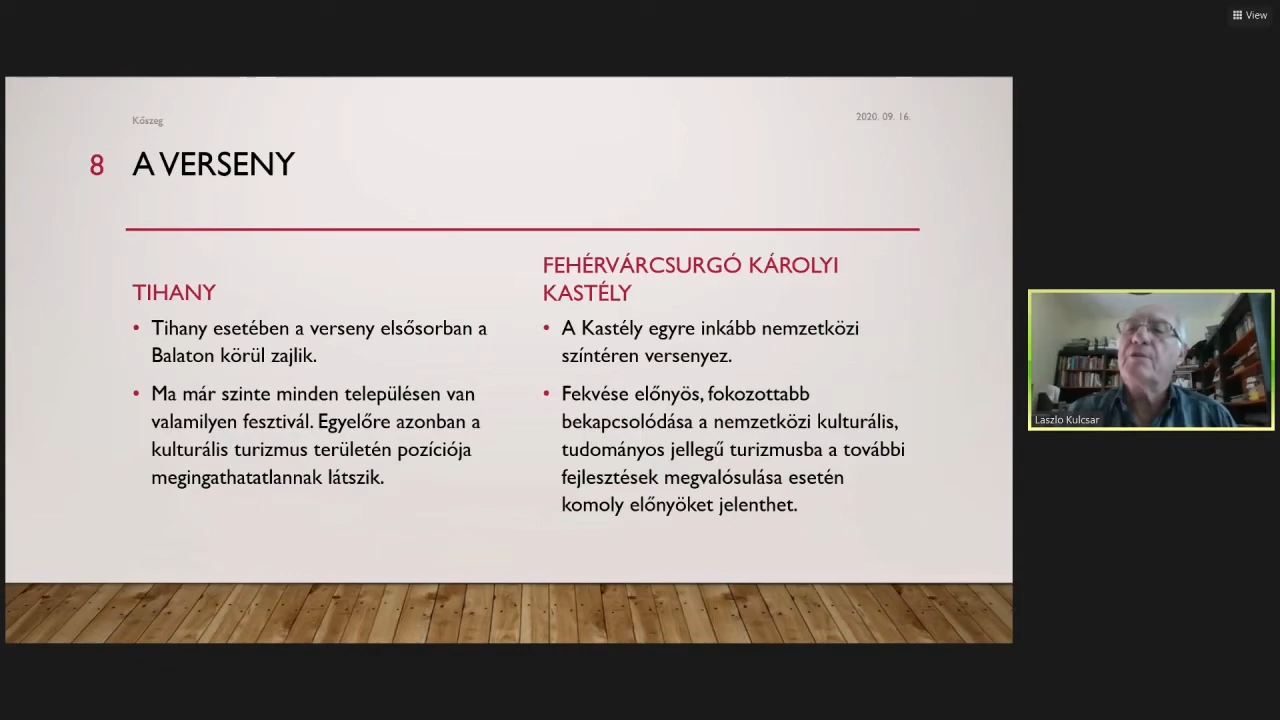 View
Kőszeg
2020. 09. 16.
8 A VERSENY
TIHANY
• Tihany esetében a verseny elsősorban a
Balaton körül zajlik.
• Ma már szinte minden településen van
valamilyen fesztivál. Egyelőre azonban a
kulturális turizmus területén pozíciója
megingathatatlannak látszik.
FEHÉRVÁRCSURGÓ KÁROLYI
KASTÉLY
• A Kastély egyre inkább nemzetközi
színtéren versenyez.
• Fekvése előnyös, fokozottabb
bekapcsolódása a nemzetközi kulturális,
tudományos jellegű turizmusba a további
fejlesztések megvalósulása esetén
komoly előnyöket jelenthet.
Laszlo Kulcsar